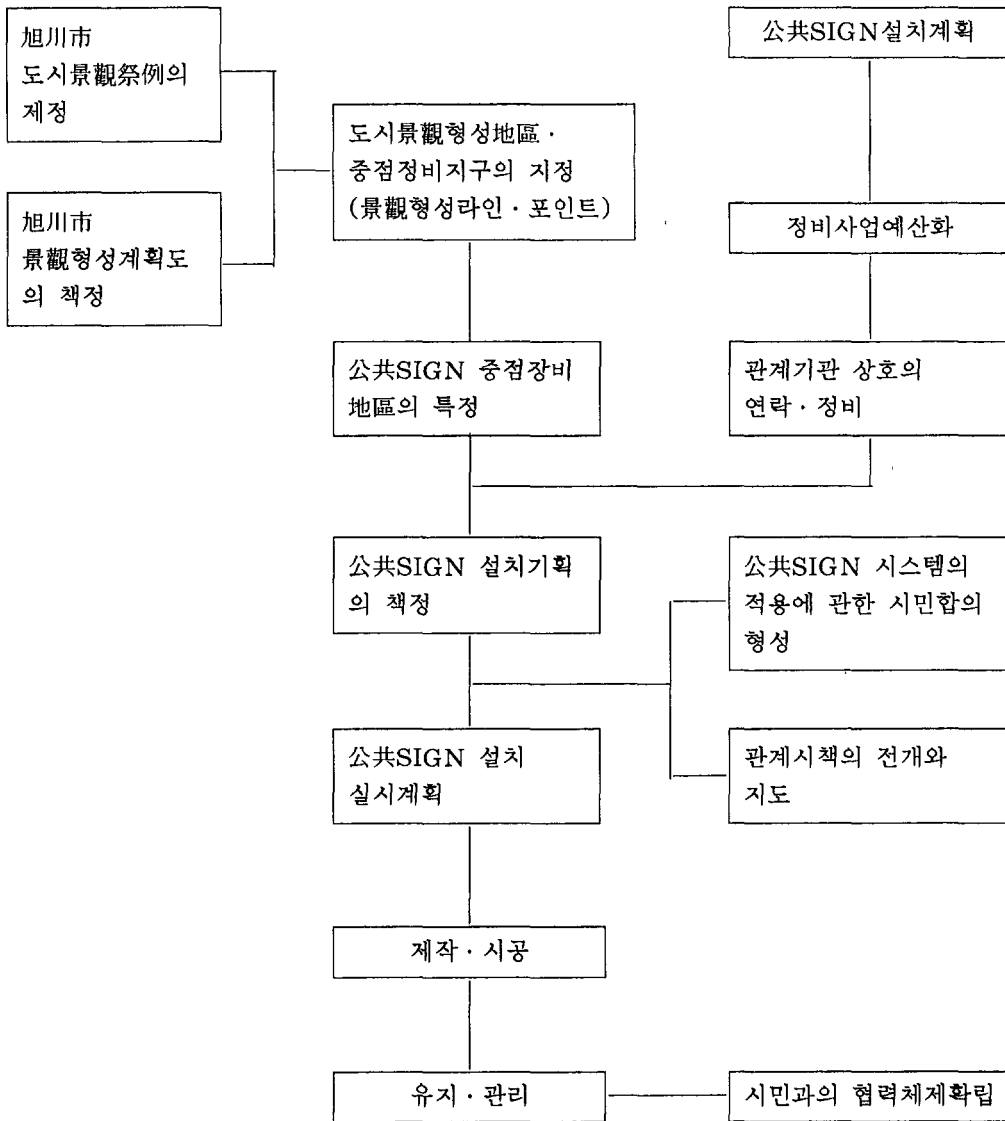 旭川市
도시景觀祭例의
제정
公共SIGN설치계획
도시景觀형성地區·
중점정비지구의 지정
(景觀형성라인·포인트)
旭川市
景觀형성계획도
의 책정
정비사업예산화
公共SIGN 중점장비
地區의 특정
관계기관 상호의
연락·정비
公共SIGN 설치기획
의 책정
公共SIGN 시스템의
적용에 관한 시민합의
형성
公共SIGN 설치
실시계획
관계시책의 전개와
지도
제작·시공
유지·관리
시민과의 협력체제확립